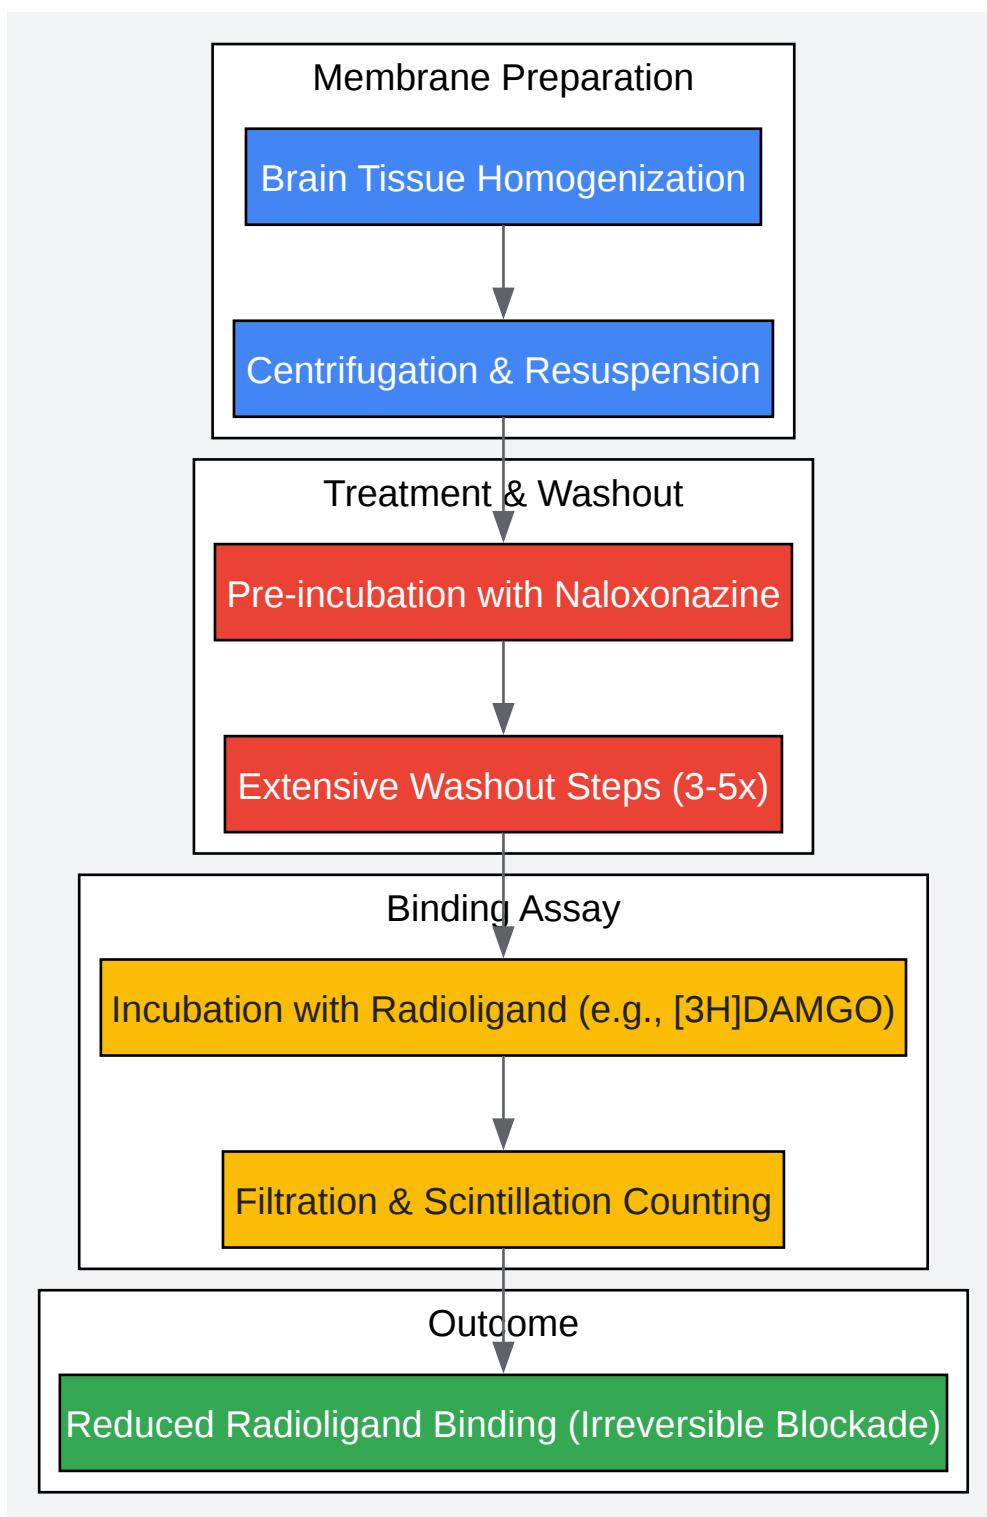 Membrane Preparation
Brain Tissue Homogenization
Centrifugation & Resuspension
Treatment & Washout
Pre-incubation with Naloxonazine
Extensive Washout Steps (3-5x)
Binding Assay
Incubation with Radioligand (e.g., [3H]DAMGO)
Filtration & Scintillation Counting
Outcome
Reduced Radioligand Binding (Irreversible Blockade)